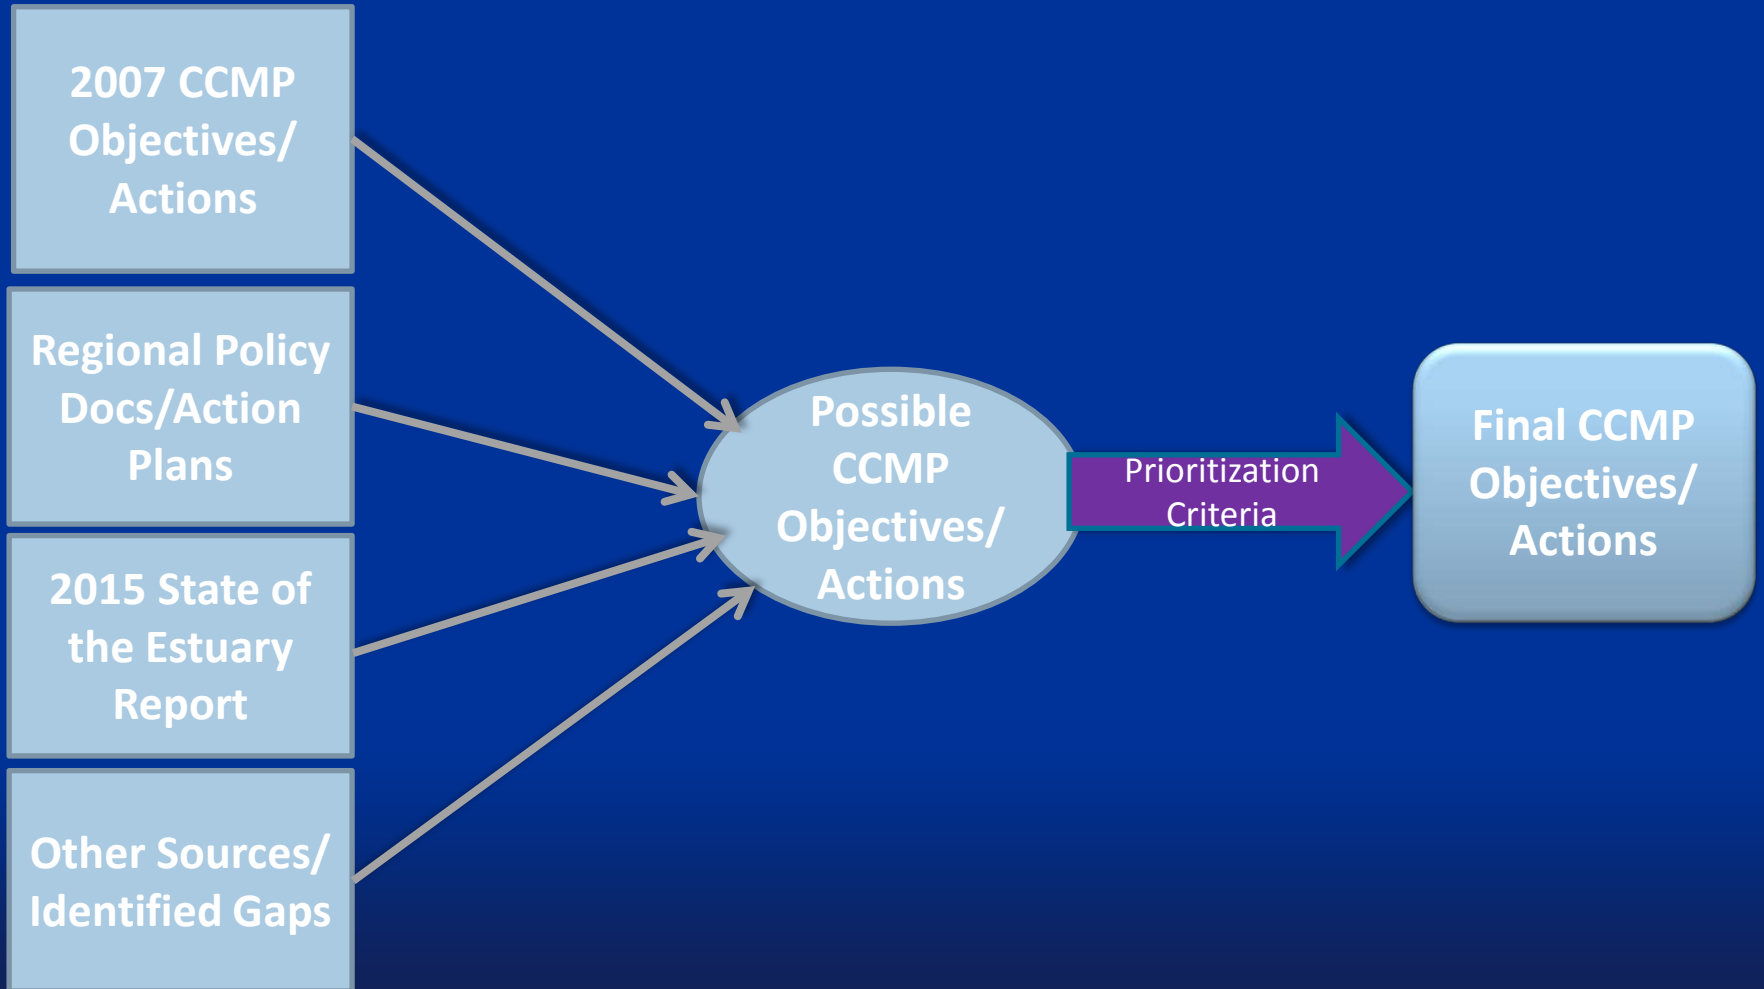 2007 CCMP
Objectives/
Actions
Regional Policy
Docs/Action
Plans
2015 State of
the Estuary
Report
Other Sources/
Identified Gaps
Possible
CCMP
Objectives/
Actions
Prioritization
Criteria
Final CCMP
Objectives/
Actions